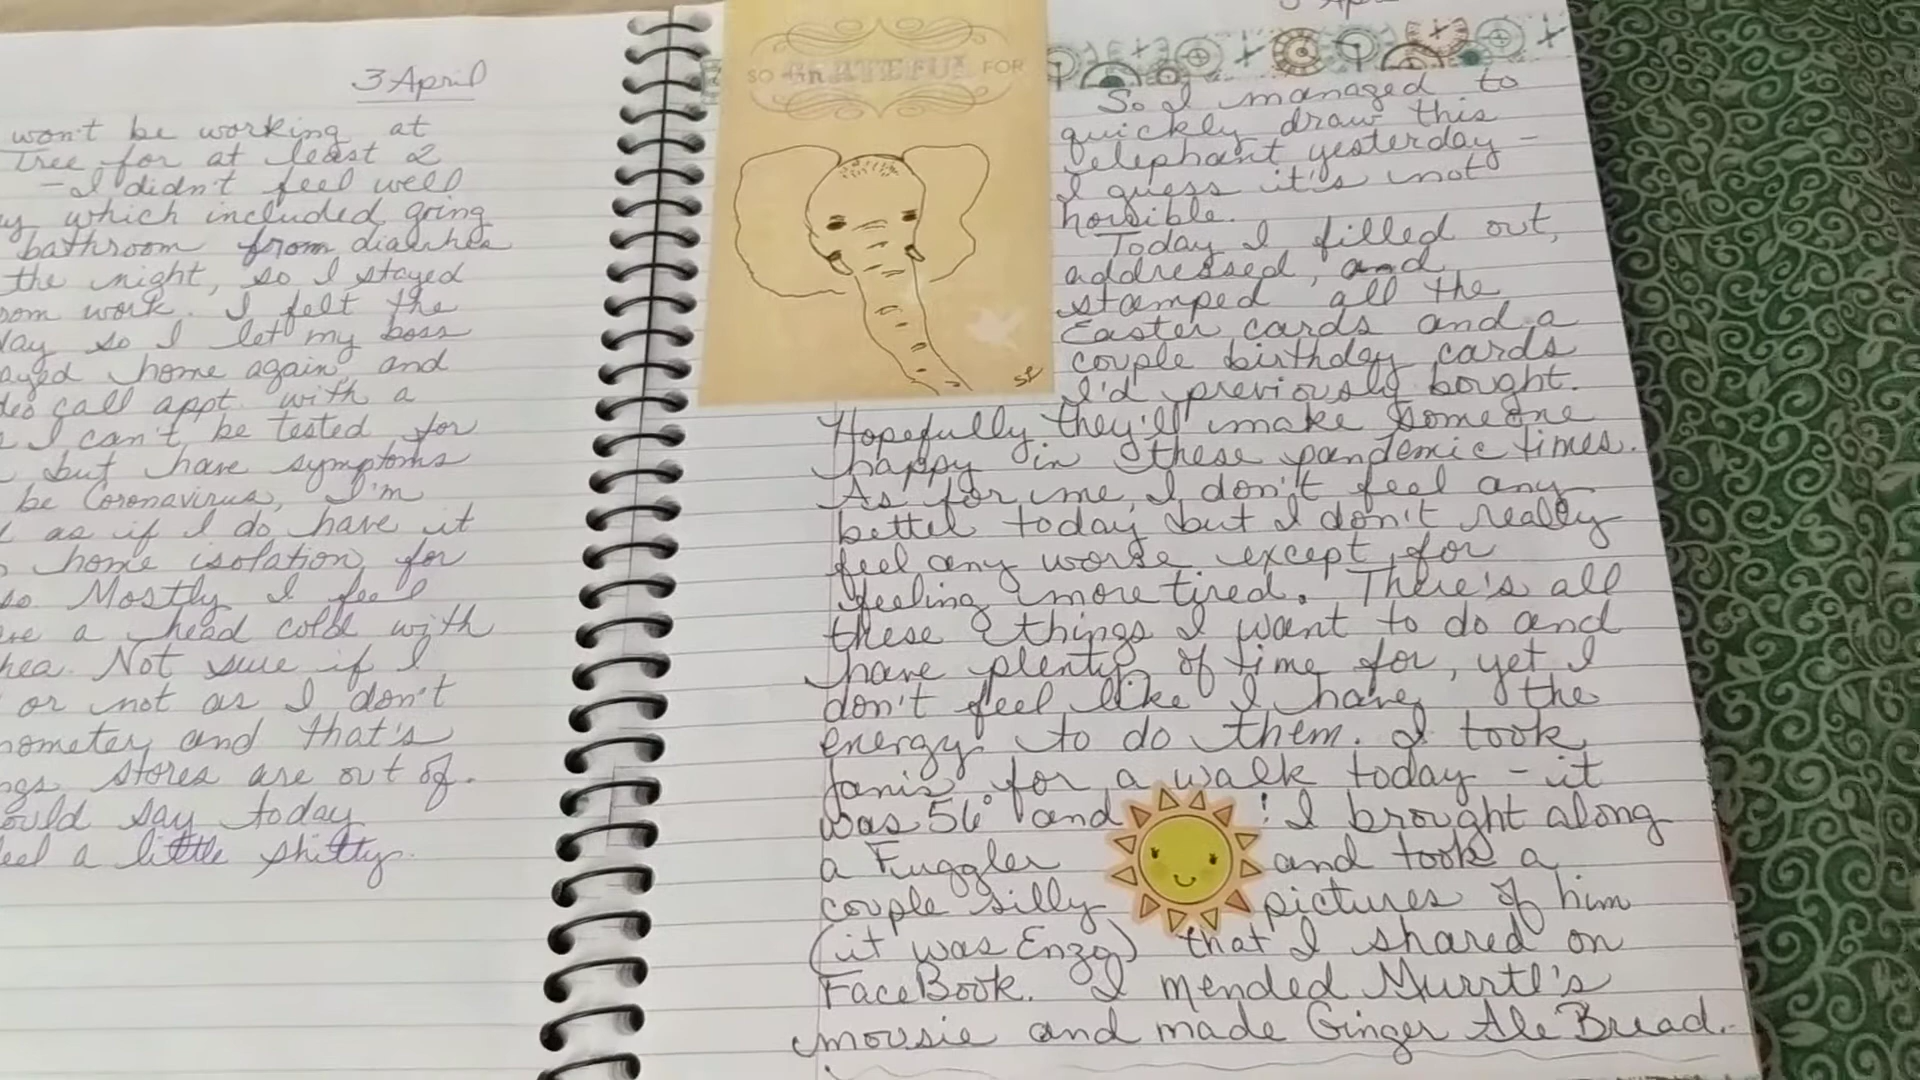 3 April
won't be working at
Tree for at least 2
- I didn't feel well
which included going
bathroom from diarrhea
the night, so I stayed
work. I felt the
so I let my boss
home again and
call appt. with a
I can't be tested for
but have symptoms
be Coronavirus, I'm
as if I do have it
home isolation for
so. Mostly I feel
a head cold with
Not sure if I
or not as I don't
and that's
stores are out of.
say today
a little shitty.
SO GRATEFUL FOR
So I managed to
quickly draw this
elephant yesterday -
I guess it's not
horrible.
Today I filled out,
addressed, and
stamped all the
Easter cards and a
couple birthday cards
I'd previously bought.
Hopefully they'll make someone
happy in these pandemic times.
As for me, I don't feel any
better today, but I don't really
feel any worse except for
feeling more tired. There's all
these things I want to do and
have plenty of time for, yet I
don't feel like I have the
energy to do them. I took
Janis for a walk today - it
was 56° and ! I brought along
a Fuggler and took a
couple silly pictures of him
(it was Enzo) that I shared on
FaceBook. I mended Murrtl's
mousie and made Ginger Ale Bread.